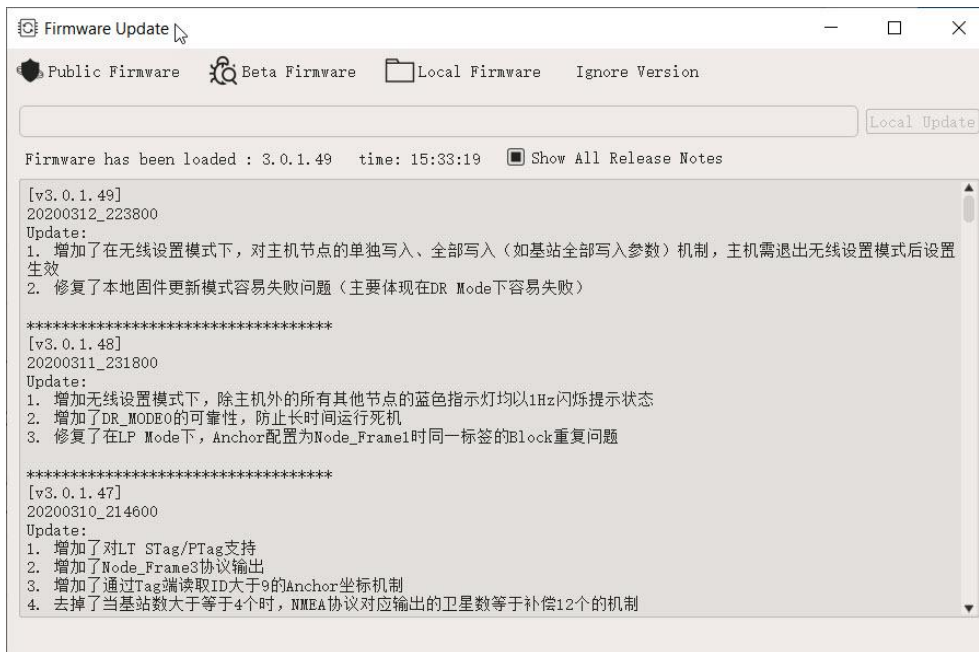 Firmware Update
Public Firmware Beta Firmware Local Firmware Ignore Version
Local Update
Firmware has been loaded : 3.0.1.49 time: 15:33:19 Show All Release Notes
[v3.0.1.49]
20200312_223800
Update:
1. 增加了在无线设置模式下，对主机节点的单独写入、全部写入（如基站全部写入参数）机制，主机需退出无线设置模式后设置
生效
2. 修复了本地固件更新模式容易失败问题（主要体现在DR Mode下容易失败）
***********************************
[v3.0.1.48]
20200311_231800
Update:
1. 增加无线设置模式下，除主机外的所有其他节点的蓝色指示灯均以1Hz闪烁提示状态
2. 增加了DR_MODE0的可靠性，防止长时间运行死机
3. 修复了在LP Mode下，Anchor配置为Node_Frame1时同一标签的Block重复问题
***********************************
[v3.0.1.47]
20200310_214600
Update:
1. 增加了对LT STag/PTag支持
2. 增加了Node_Frame3协议输出
3. 增加了通过Tag端读取ID大于9的Anchor坐标机制
4. 去掉了当基站数大于等于4个时，NMEA协议对应输出的卫星数等于补偿12个的机制